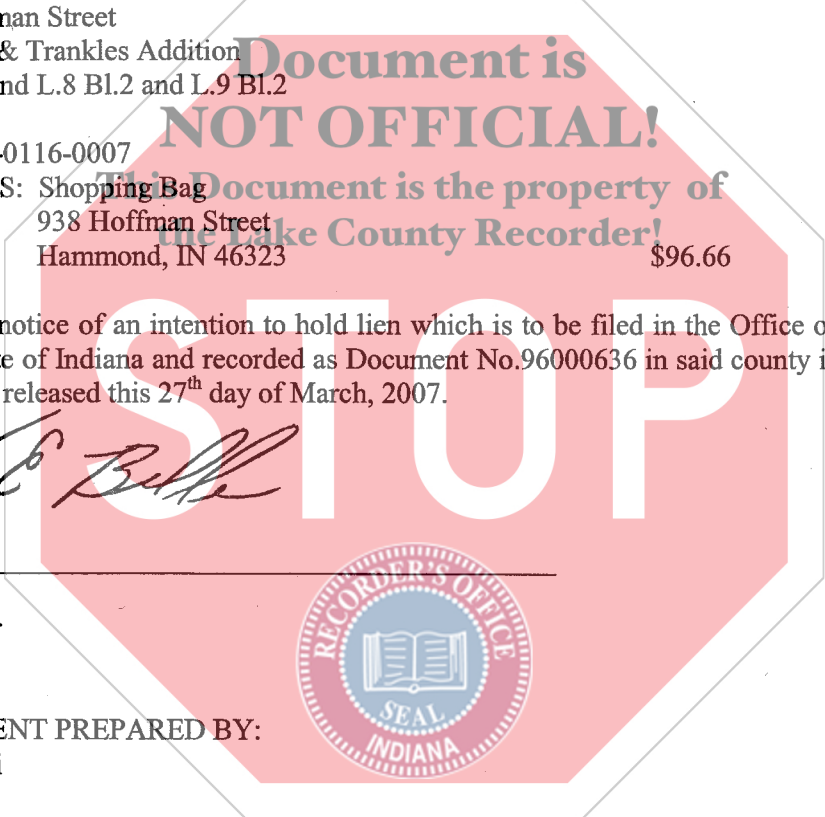 man Street
& Trankles Addition
Document is
nd L.8 Bl.2 and L.9 Bl.2
NOT OFFICIAL!
-0116-0007
This Document is the property of
S: Shopping Bag
938 Hoffman Street
the Lake County Recorder!
Hammond, IN 46323 $96.66
notice of an intention to hold lien which is to be filed in the Office o
te of Indiana and recorded as Document No.96000636 in said county i
released this 27th day of March, 2007.
STOP
RECORDER'S OFFICE
SEAL
INDIANA
ENT PREPARED BY:
i